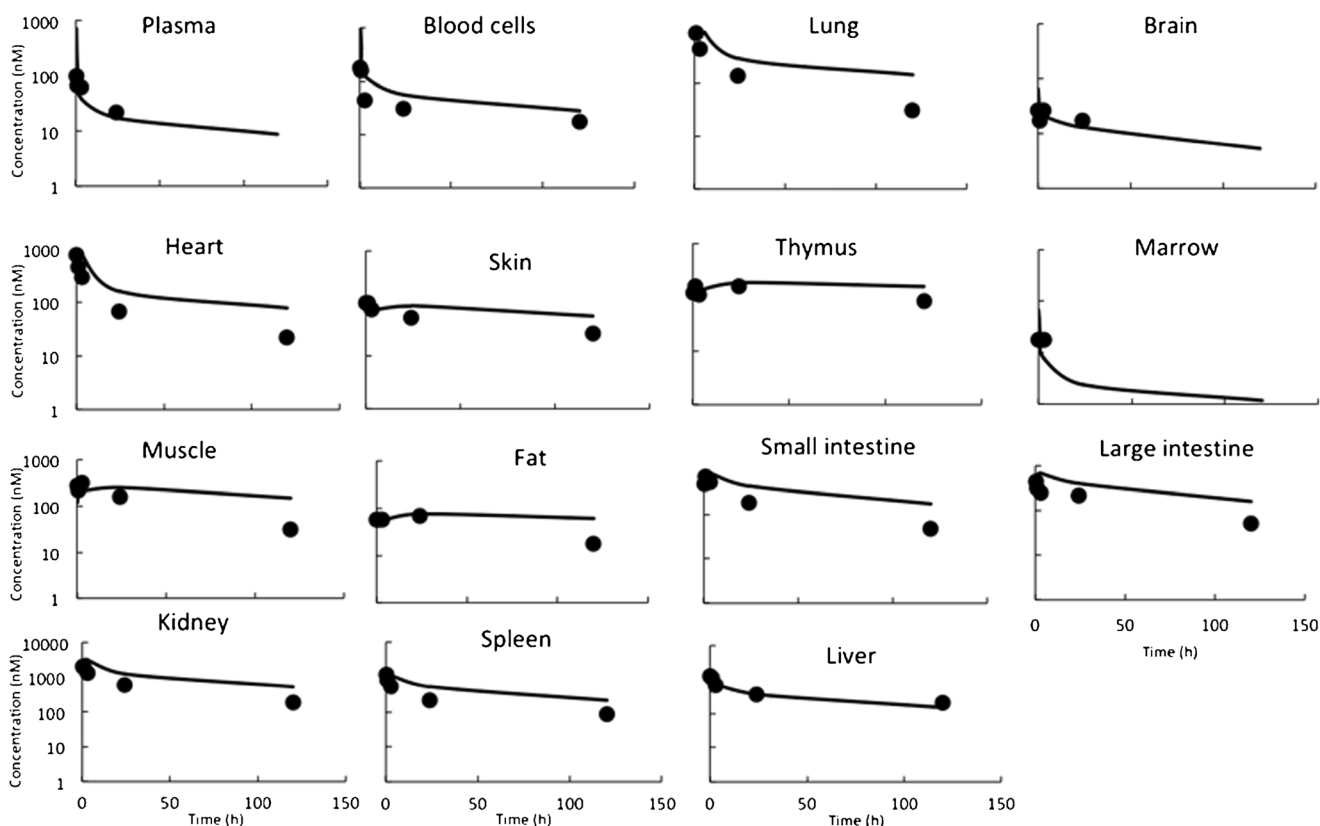 Plasma
Blood cells
Lung
Brain
Concentration (nM)
1000
100
10
1
Heart
Skin
Thymus
Marrow
Concentration (nM)
1000
100
10
1
Muscle
Fat
Small intestine
Large intestine
Concentration (nM)
1000
100
10
1
0 50 100 150
Time (h)
Kidney
Spleen
Liver
Concentration (nM)
10000
1000
100
10
1
0 50 100 150
0 50 100 150
0 50 100 150
Time (h)
Time (h)
Time (h)